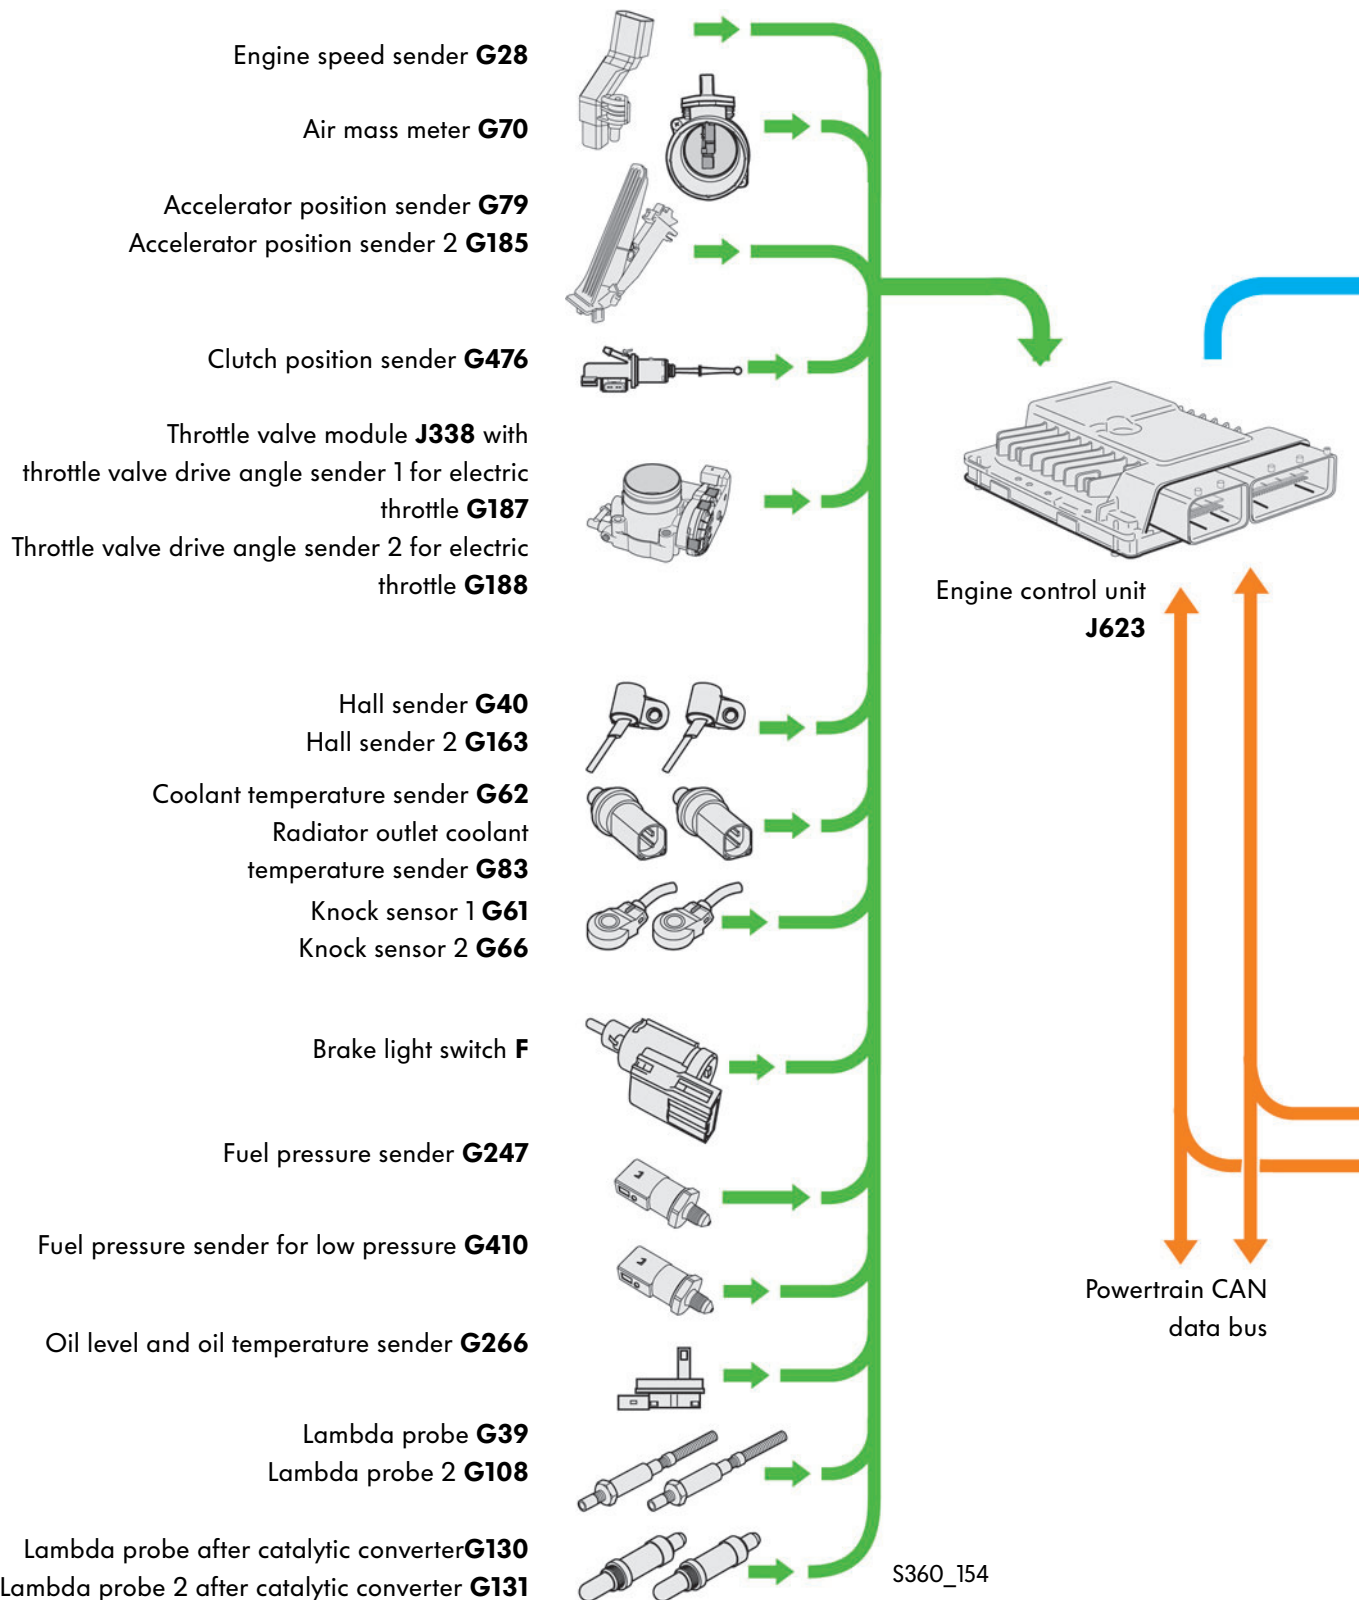 Engine speed sender G28
Air mass meter G70
Accelerator position sender G79
Accelerator position sender 2 G185
Clutch position sender G476
Throttle valve module J338 with
throttle valve drive angle sender 1 for electric
throttle G187
Throttle valve drive angle sender 2 for electric
throttle G188
Engine control unit
J623
Hall sender G40
Hall sender 2 G163
Coolant temperature sender G62
Radiator outlet coolant
temperature sender G83
Knock sensor 1 G61
Knock sensor 2 G66
Brake light switch F
Fuel pressure sender G247
Fuel pressure sender for low pressure G410
Powertrain CAN
data bus
Oil level and oil temperature sender G266
Lambda probe G39
Lambda probe 2 G108
Lambda probe after catalytic converterG130
Lambda probe 2 after catalytic converter G131
S360_154